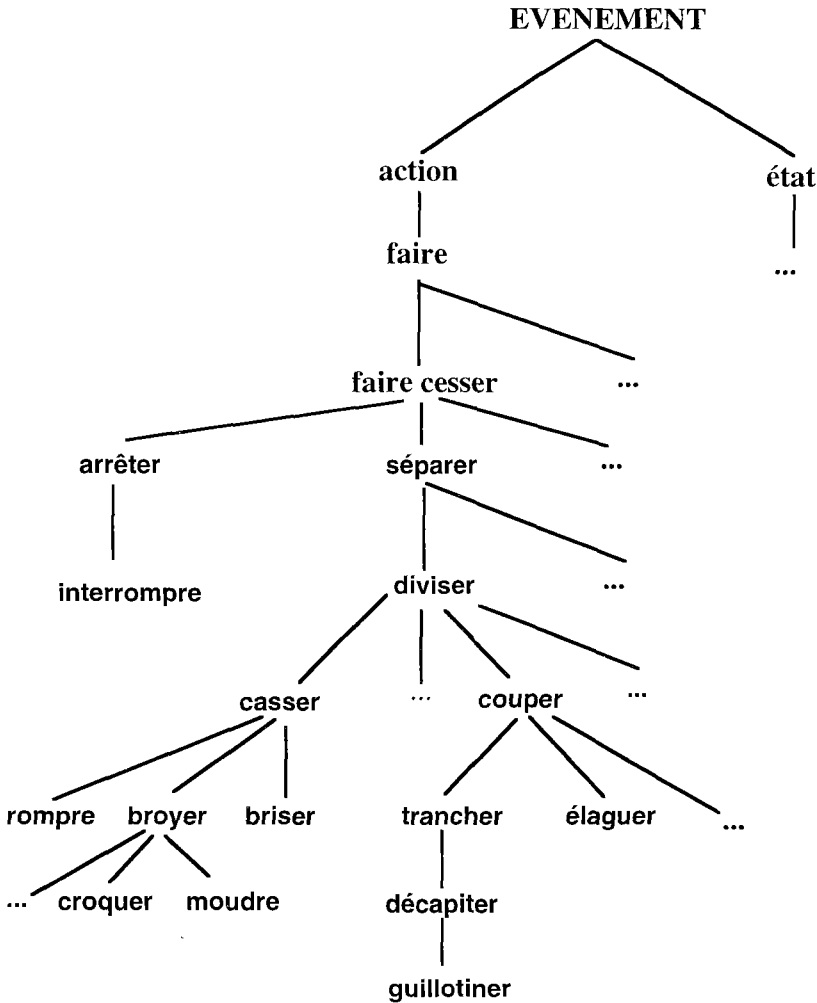 EVENEMENT
action état
faire ...
faire cesser ...
arrêter séparer ...
interrompre diviser ...
casser ... couper ...
rompre broyer briser trancher élaguer ...
... croquer moudre décapiter
guillotiner